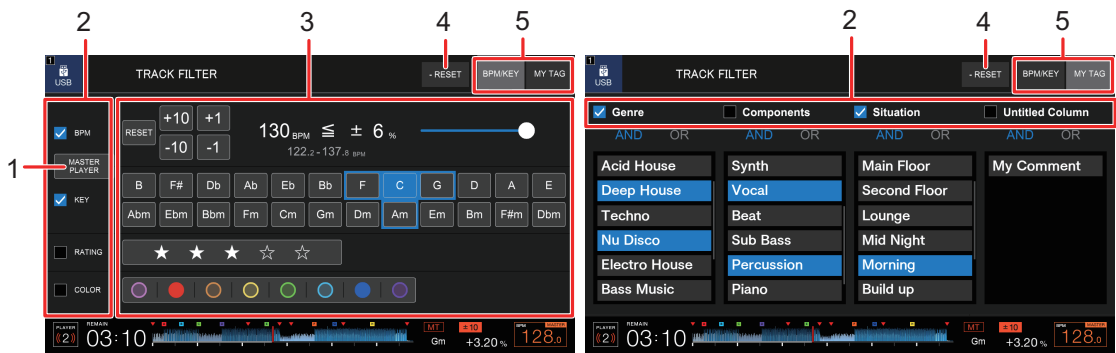 2 3 4 5
1 USB TRACK FILTER - RESET BPM/KEY MY TAG
BPM RESET +10 +1 130 BPM ≦ ± 6 %
-10 -1 122.2 - 137.8 BPM
1 MASTER PLAYER
KEY B F# Db Ab Eb Bb F C G D A E
Abm Ebm Bbm Fm Cm Gm Dm Am Em Bm F#m Dbm
RATING ★ ★ ★ ☆ ☆
COLOR
PLAYER 2 REMAIN 03:10 MT ±10 Gm +3.20 % BPM MASTER 128.0
2 4 5
1 USB TRACK FILTER - RESET BPM/KEY MY TAG
Genre Components Situation Untitled Column
AND OR AND OR AND OR AND OR
Acid House Synth Main Floor My Comment
Deep House Vocal Second Floor
Techno Beat Lounge
Nu Disco Sub Bass Mid Night
Electro House Percussion Morning
Bass Music Piano Build up
PLAYER 2 REMAIN 03:10 MT ±10 Gm +3.20 % BPM MASTER 128.0